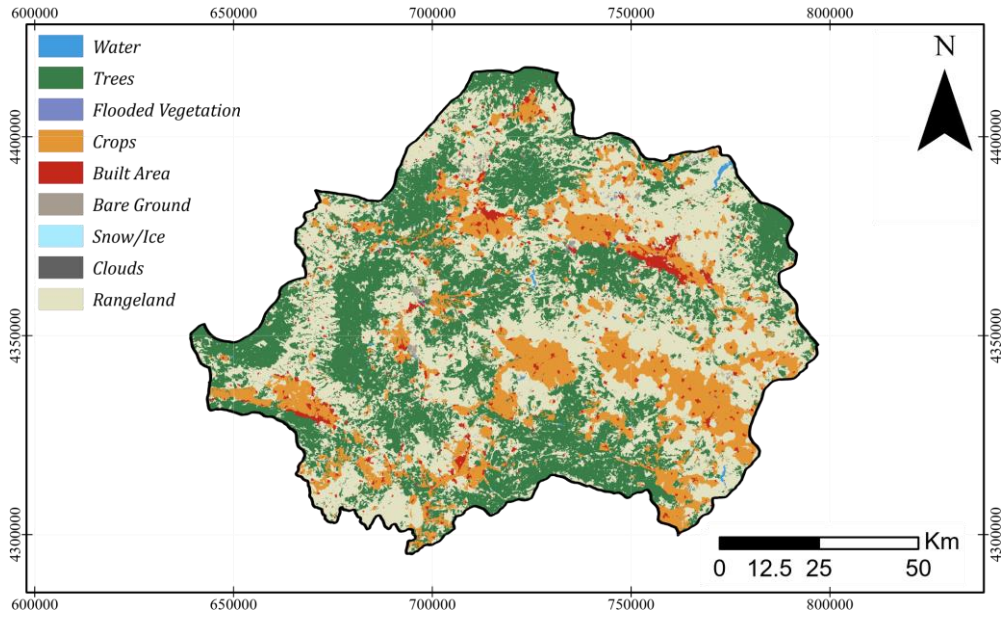 600000 650000 700000 750000 800000
Water
Trees
Flooded Vegetation
Crops
Built Area
Bare Ground
Snow/Ice
Clouds
Rangeland
N
4400000 4400000
4350000 4350000
4300000 4300000
Km
0 12.5 25 50
600000 650000 700000 750000 800000